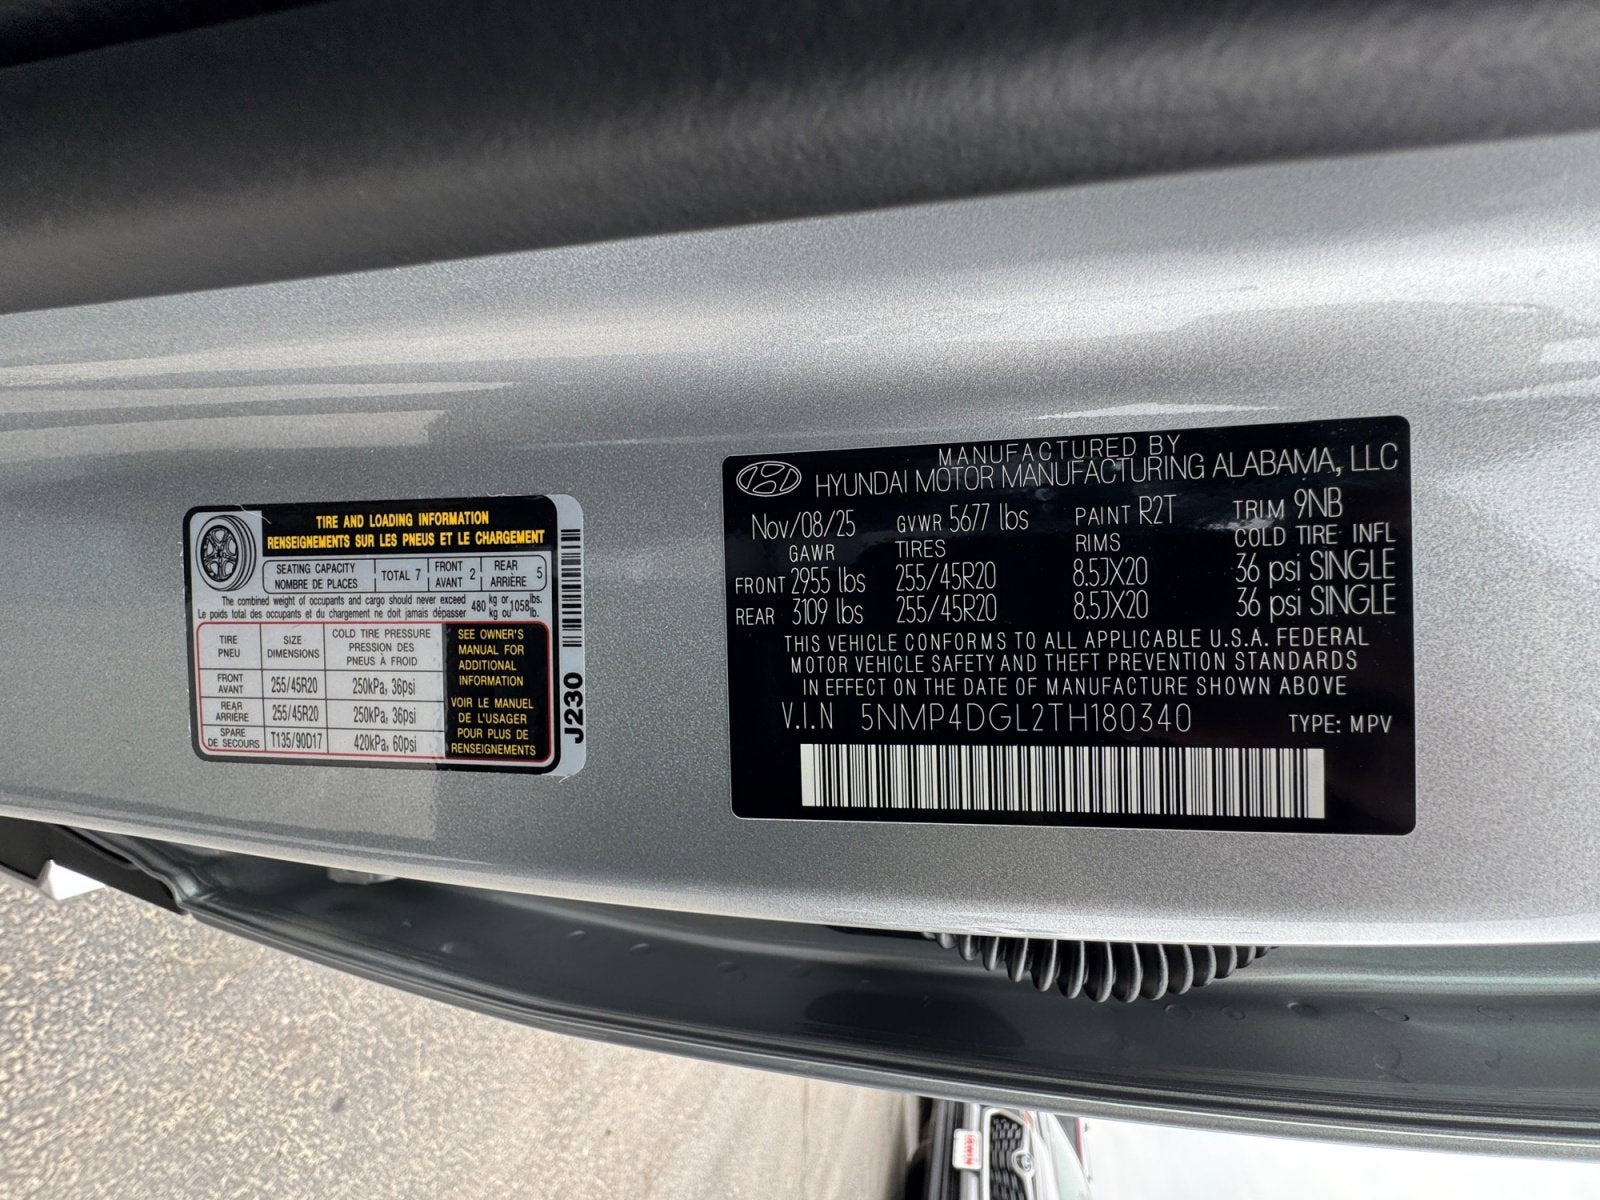 TIRE AND LOADING INFORMATION
RENSEIGNEMENTS SUR LES PNEUS ET LE CHARGEMENT
SEATING CAPACITY
NOMBRE DE PLACES
TOTAL 7
FRONT
AVANT 2
REAR
ARRIÈRE 5
The combined weight of occupants and cargo should never exceed 480 kg or 1058 lbs.
Le poids total des occupants et du chargement ne doit jamais dépasser kg ou lb.
TIRE
PNEU
SIZE
DIMENSIONS
COLD TIRE PRESSURE
PRESSION DES
PNEUS À FROID
FRONT
AVANT
255/45R20
250kPa, 36psi
REAR
ARRIÈRE
255/45R20
250kPa, 36psi
SPARE
DE SECOURS
T135/90D17
420kPa, 60psi
SEE OWNER'S
MANUAL FOR
ADDITIONAL
INFORMATION
VOIR LE MANUEL
DE L'USAGER
POUR PLUS DE
RENSEIGNEMENTS
J230
MANUFACTURED BY
HYUNDAI MOTOR MANUFACTURING ALABAMA, LLC
Nov/08/25 GVWR 5677 lbs PAINT R2T TRIM 9NB
GAWR TIRES RIMS COLD TIRE INFL
FRONT 2955 lbs 255/45R20 8.5JX20 36 psi SINGLE
REAR 3109 lbs 255/45R20 8.5JX20 36 psi SINGLE
THIS VEHICLE CONFORMS TO ALL APPLICABLE U.S.A. FEDERAL
MOTOR VEHICLE SAFETY AND THEFT PREVENTION STANDARDS
IN EFFECT ON THE DATE OF MANUFACTURE SHOWN ABOVE
V.I.N 5NMP4DGL2TH180340 TYPE: MPV